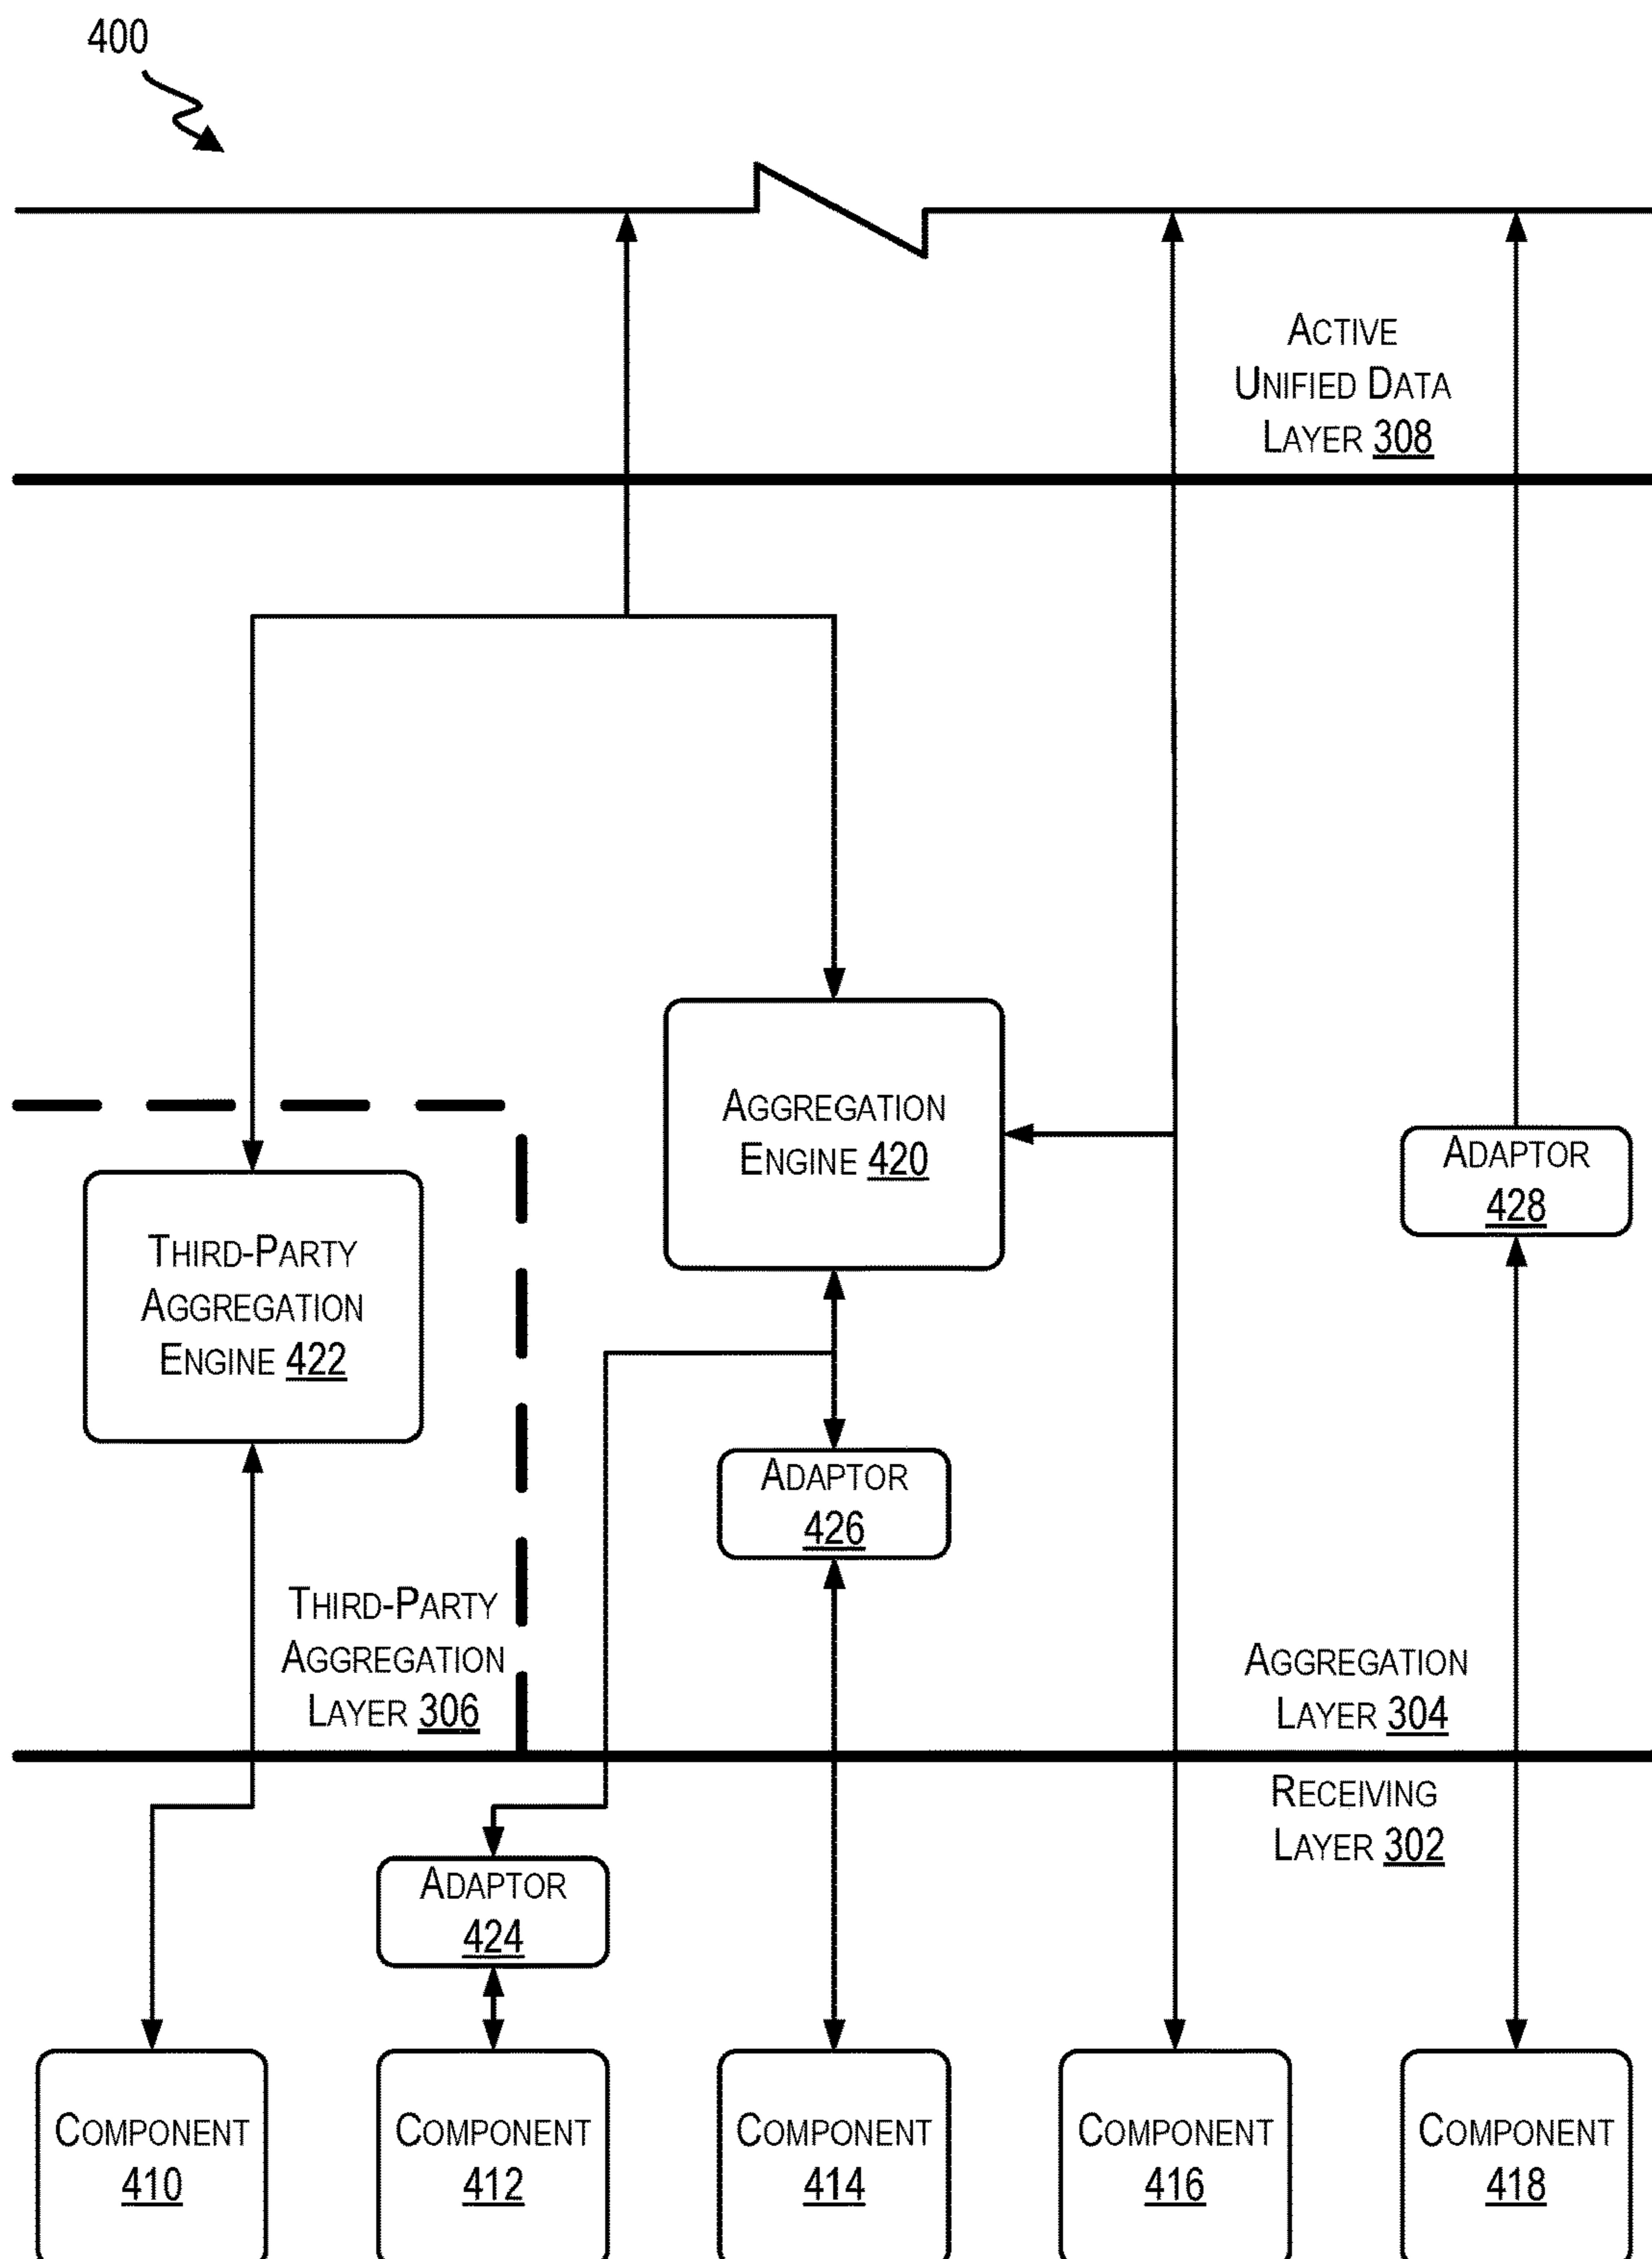 400
ACTIVE
UNIFIED DATA
LAYER 308
AGGREGATION
ENGINE 420
ADAPTOR
428
THIRD-PARTY
AGGREGATION
ENGINE 422
ADAPTOR
426
THIRD-PARTY
AGGREGATION
LAYER 306
AGGREGATION
LAYER 304
RECEIVING
LAYER 302
ADAPTOR
424
COMPONENT
410
COMPONENT
412
COMPONENT
414
COMPONENT
416
COMPONENT
418